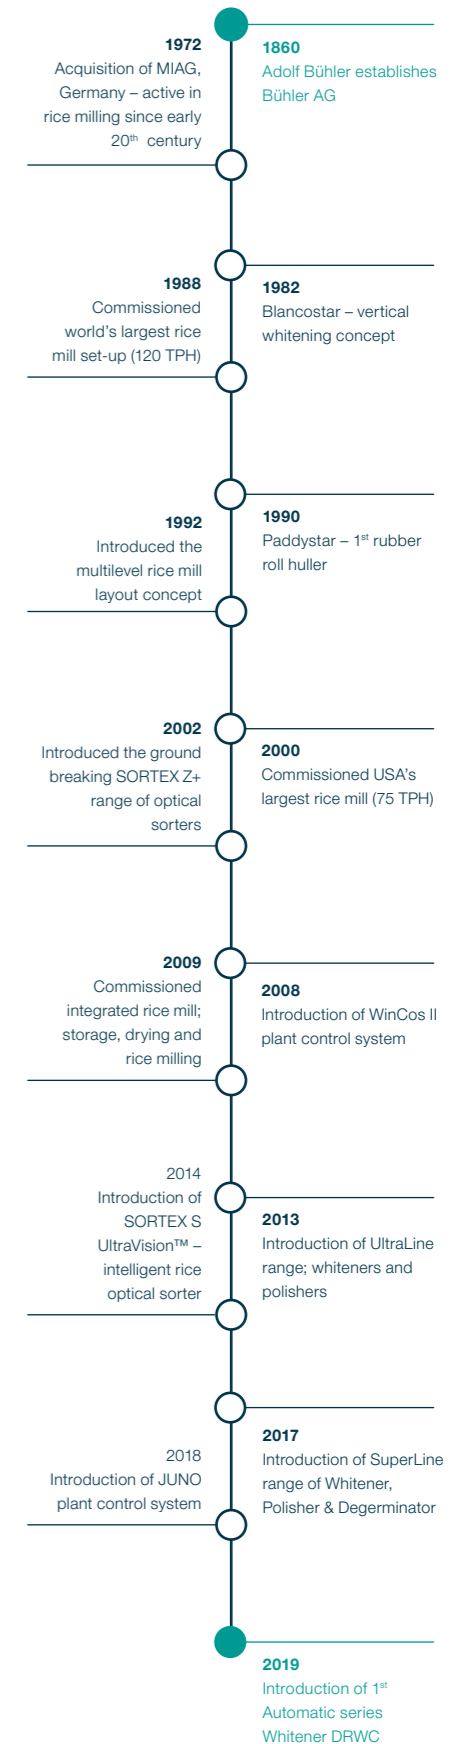 1860
Adolf Bühler establishes
Bühler AG
1972
Acquisition of MIAG,
Germany – active in
rice milling since early
20th century
1982
Blancostar – vertical
whitening concept
1988
Commissioned
world's largest rice
mill set-up (120 TPH)
1990
Paddystar – 1st rubber
roll huller
1992
Introduced the
multilevel rice mill
layout concept
2000
Commissioned USA's
largest rice mill (75 TPH)
2002
Introduced the ground
breaking SORTEX Z+
range of optical
sorters
2008
Introduction of WinCos II
plant control system
2009
Commissioned
integrated rice mill;
storage, drying and
rice milling
2013
Introduction of UltraLine
range; whiteners and
polishers
2014
Introduction of
SORTEX S
UltraVision™ –
intelligent rice
optical sorter
2017
Introduction of SuperLine
range of Whitener,
Polisher & Degerminator
2018
Introduction of JUNO
plant control system
2019
Introduction of 1st
Automatic series
Whitener DRWC